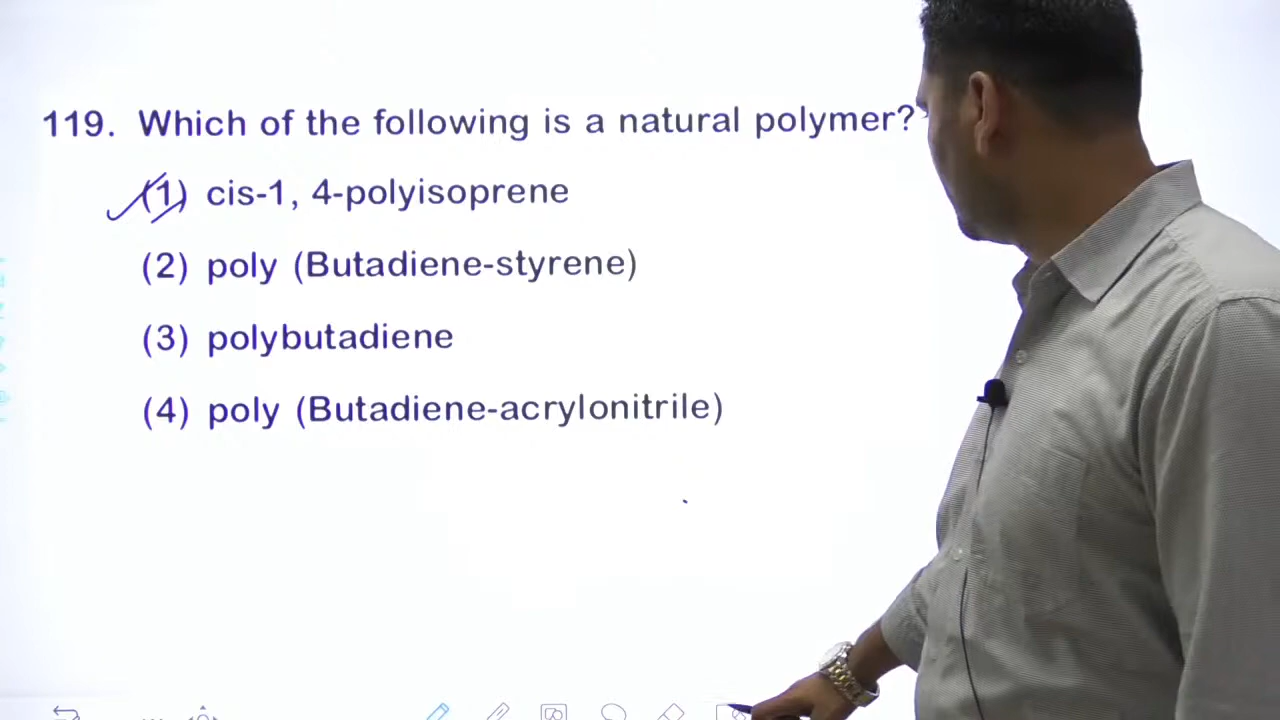 119. Which of the following is a natural polymer?
(1) cis-1, 4-polyisoprene
(2) poly (Butadiene-styrene)
(3) polybutadiene
(4) poly (Butadiene-acrylonitrile)